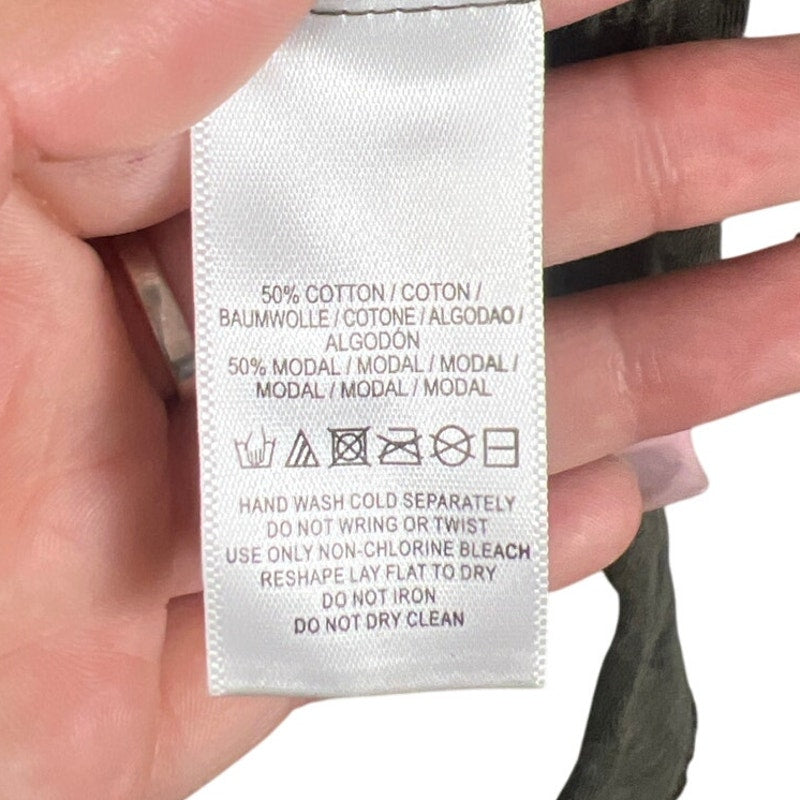 50% COTTON / COTON /
BAUMWOLLE / COTONE / ALGODAO /
ALGODÓN
50% MODAL / MODAL / MODAL /
MODAL / MODAL / MODAL
HAND WASH COLD SEPARATELY
DO NOT WRING OR TWIST
USE ONLY NON-CHLORINE BLEACH
RESHAPE LAY FLAT TO DRY
DO NOT IRON
DO NOT DRY CLEAN